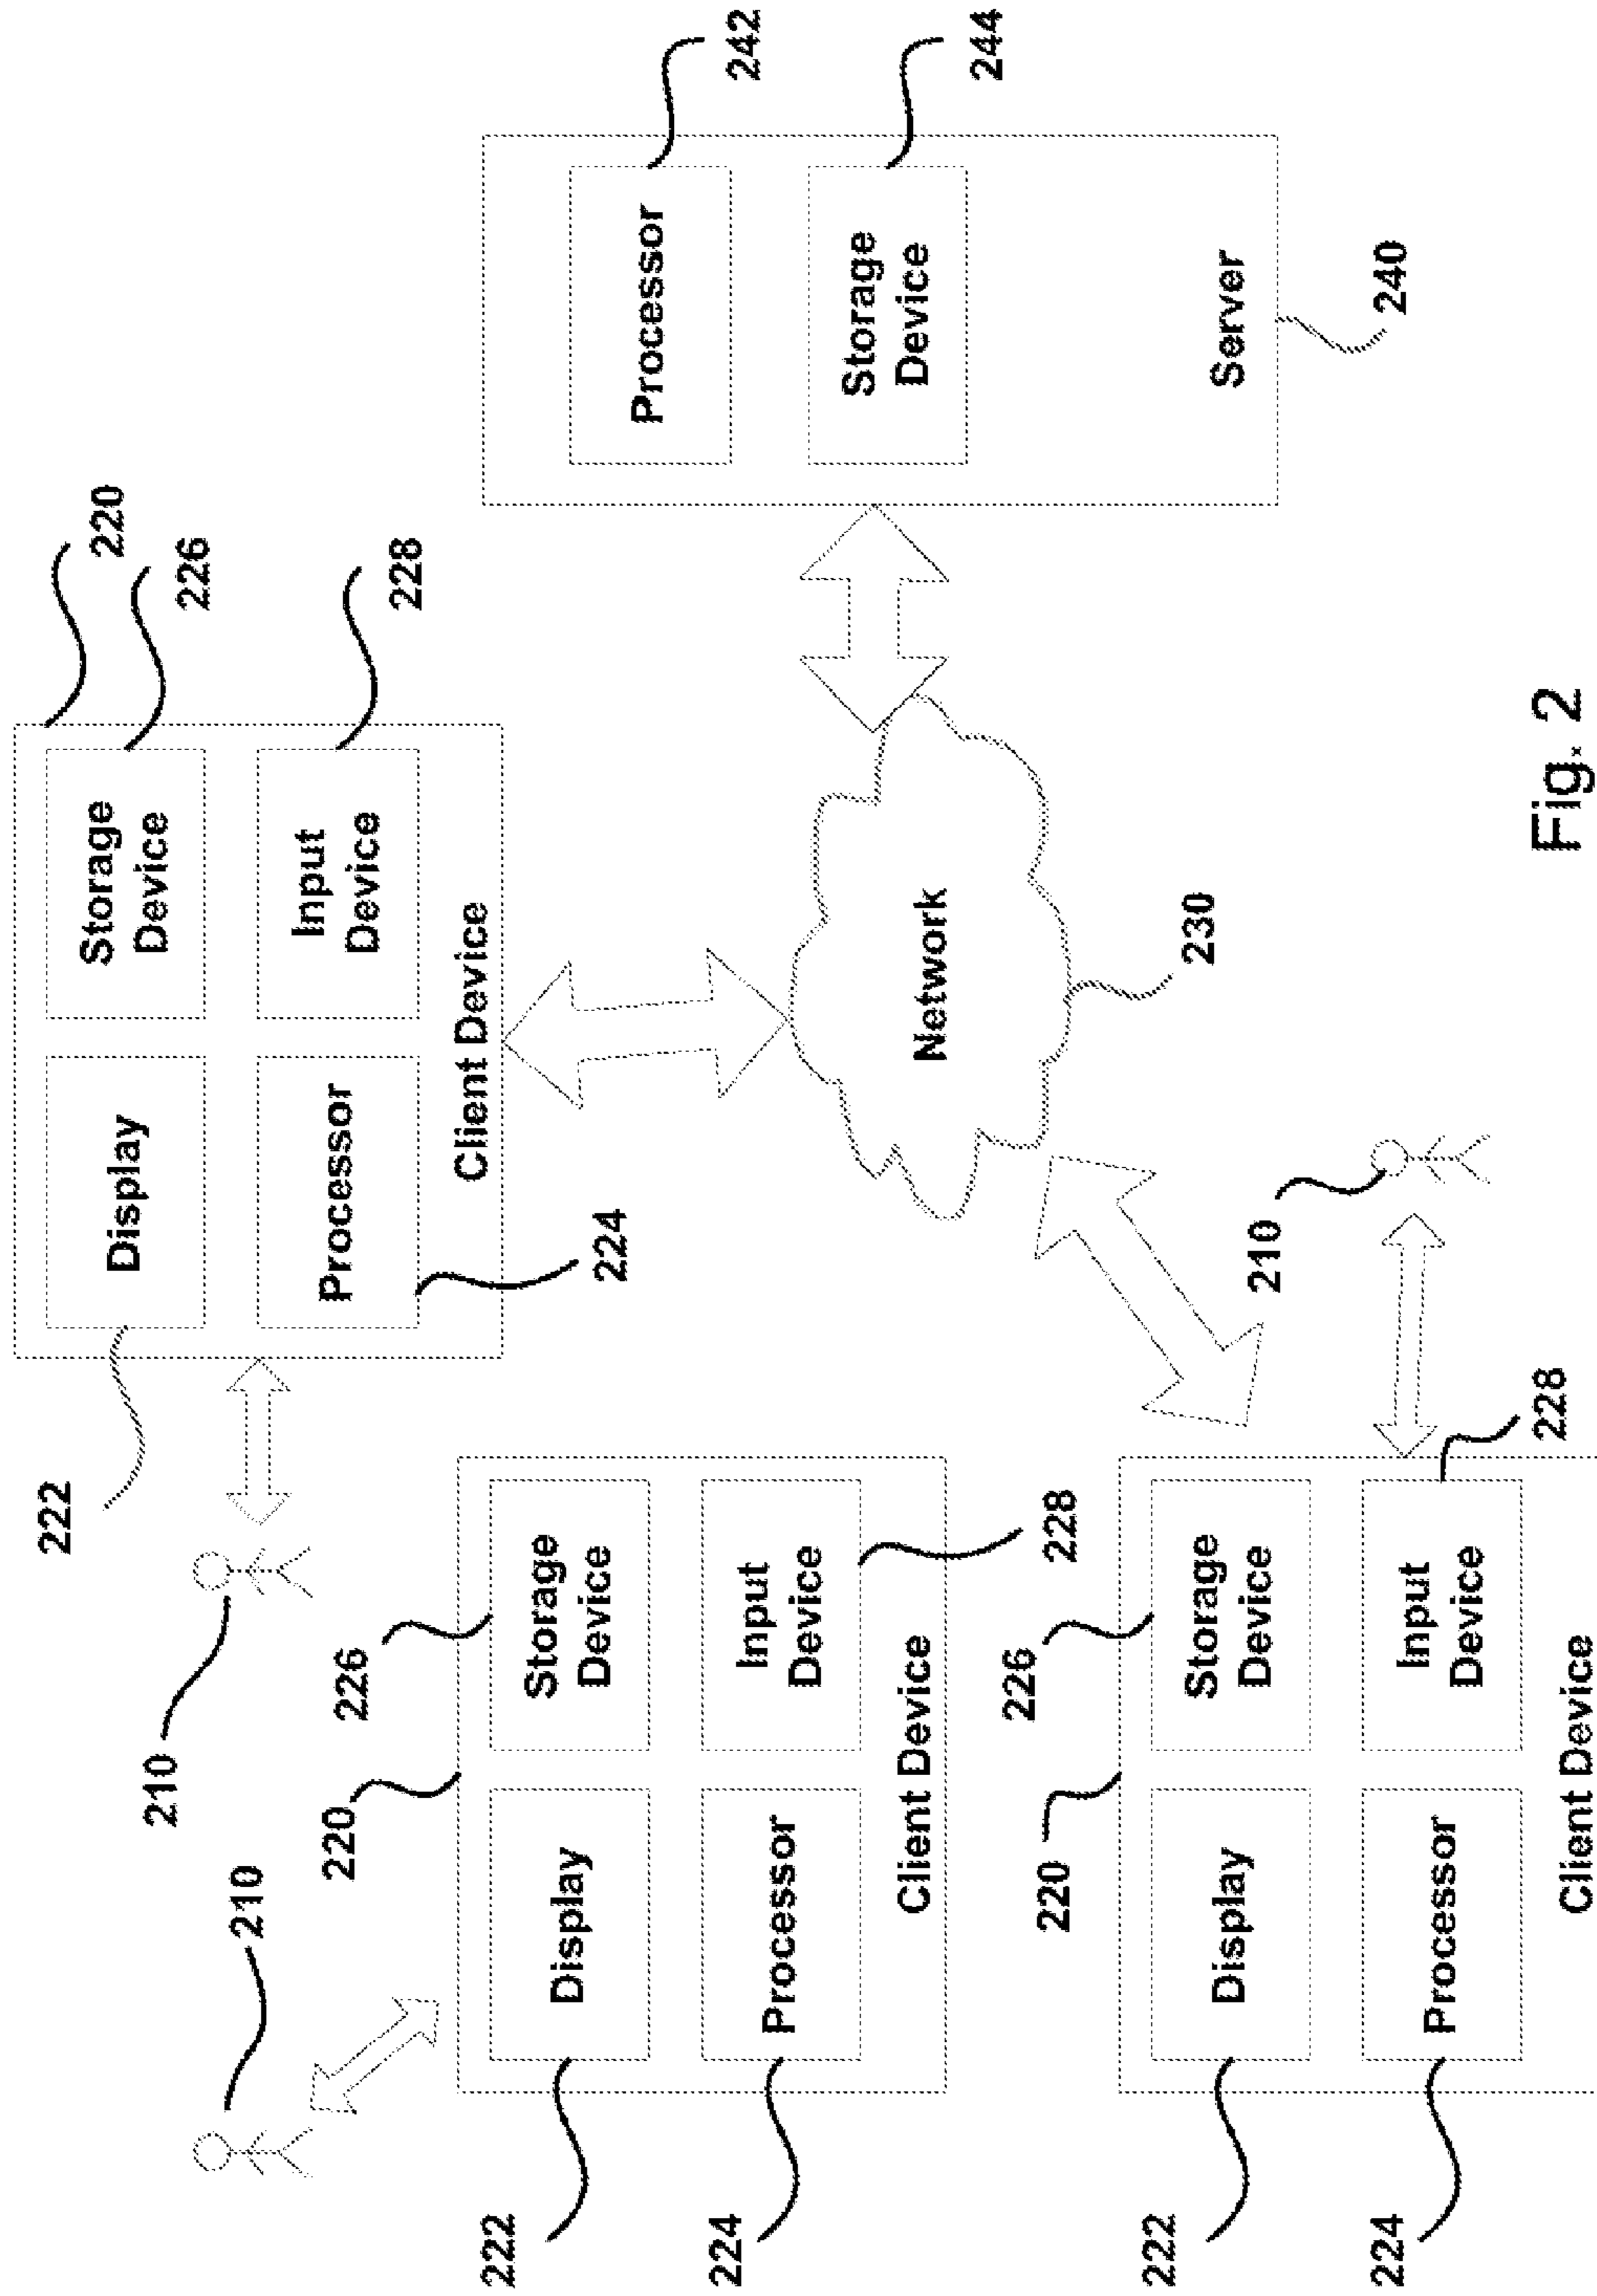 222
220
Storage
Device
226
Display
Input
Device
228
Processor
Client Device
224
210
210
220
226
Display
Storage
Device
Processor
Input
Device
Client Device
222
224
228
Processor
242
Storage
Device
244
Server
240
Network
230
220
226
Display
Storage
Device
Processor
Input
Device
Client Device
222
224
228
210
Fig. 2